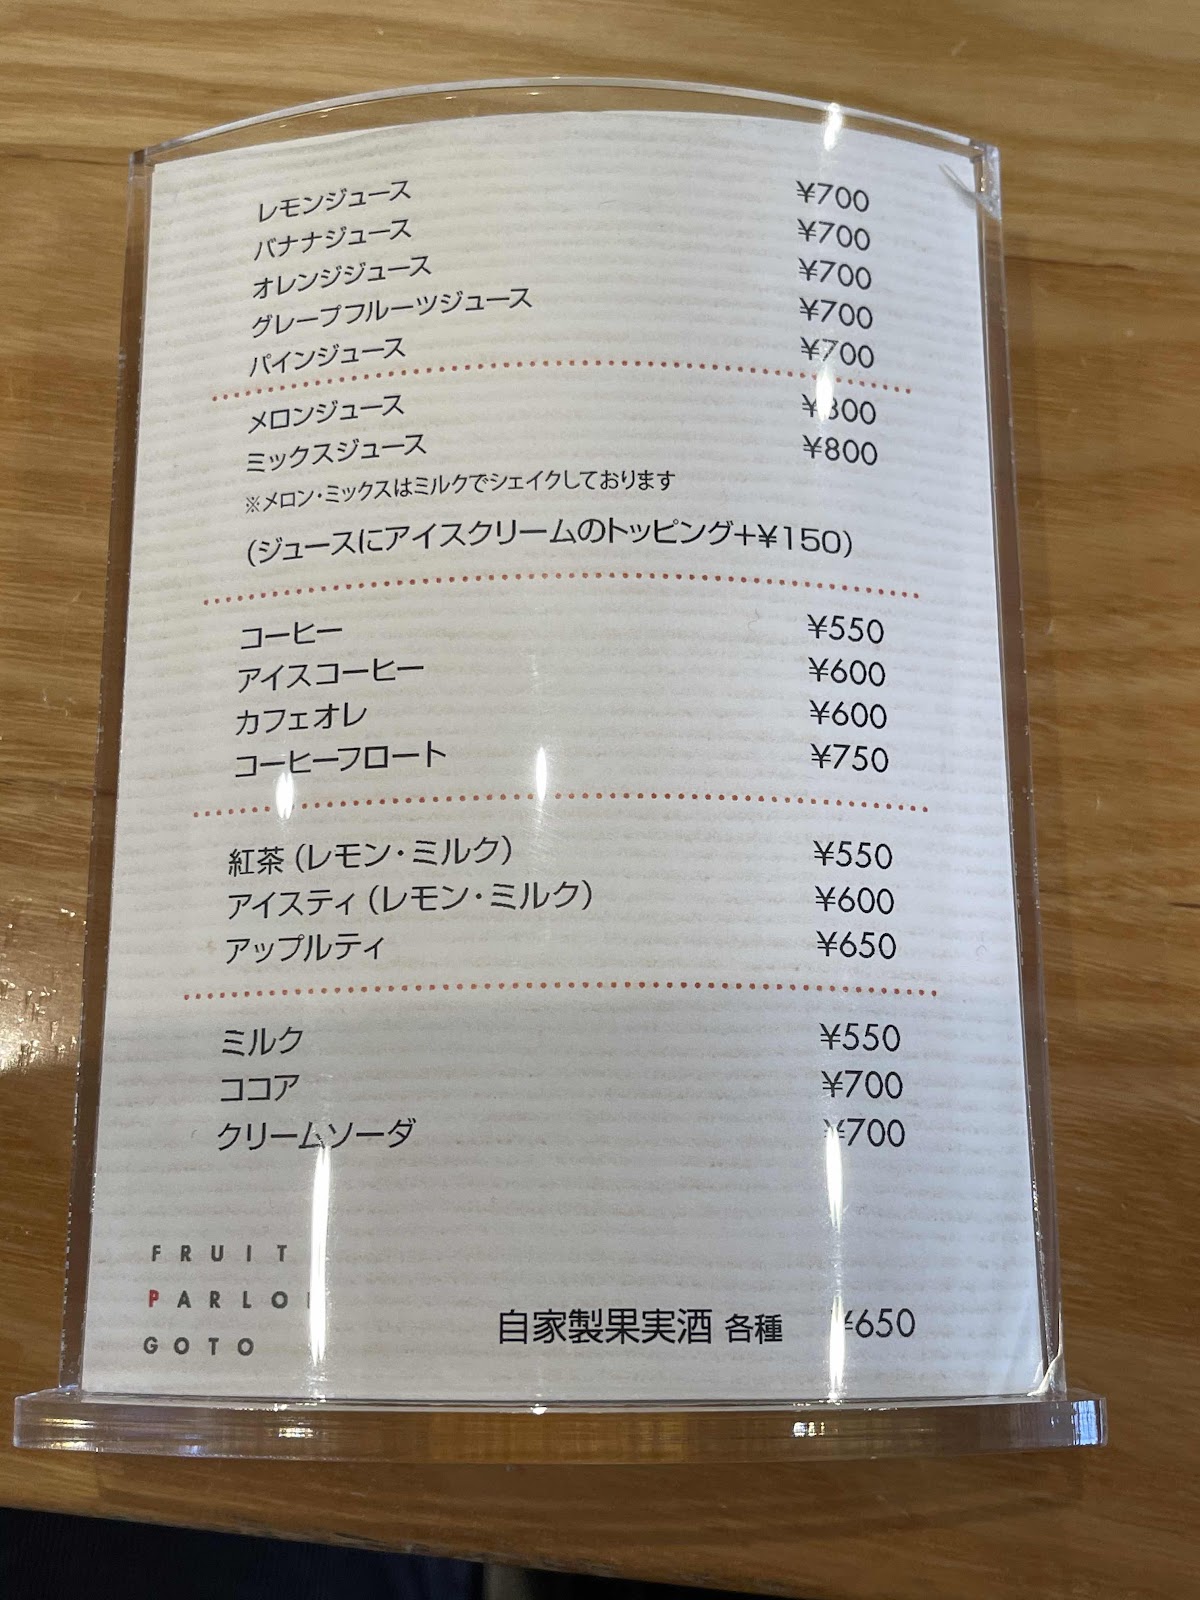 レモンジュース ¥700
バナナジュース ¥700
オレンジジュース ¥700
グレープフルーツジュース ¥700
パインジュース ¥700
メロンジュース ¥800
ミックスジュース ¥800
※メロン・ミックスはミルクでシェイクしております
(ジュースにアイスクリームのトッピング+¥150)
コーヒー ¥550
アイスコーヒー ¥600
カフェオレ ¥600
コーヒーフロート ¥750
紅茶(レモン・ミルク) ¥550
アイスティ(レモン・ミルク) ¥600
アップルティ ¥650
ミルク ¥550
ココア ¥700
クリームソーダ ¥700
FRUIT
PARLOR
GOTO
自家製果実酒 各種 ¥650